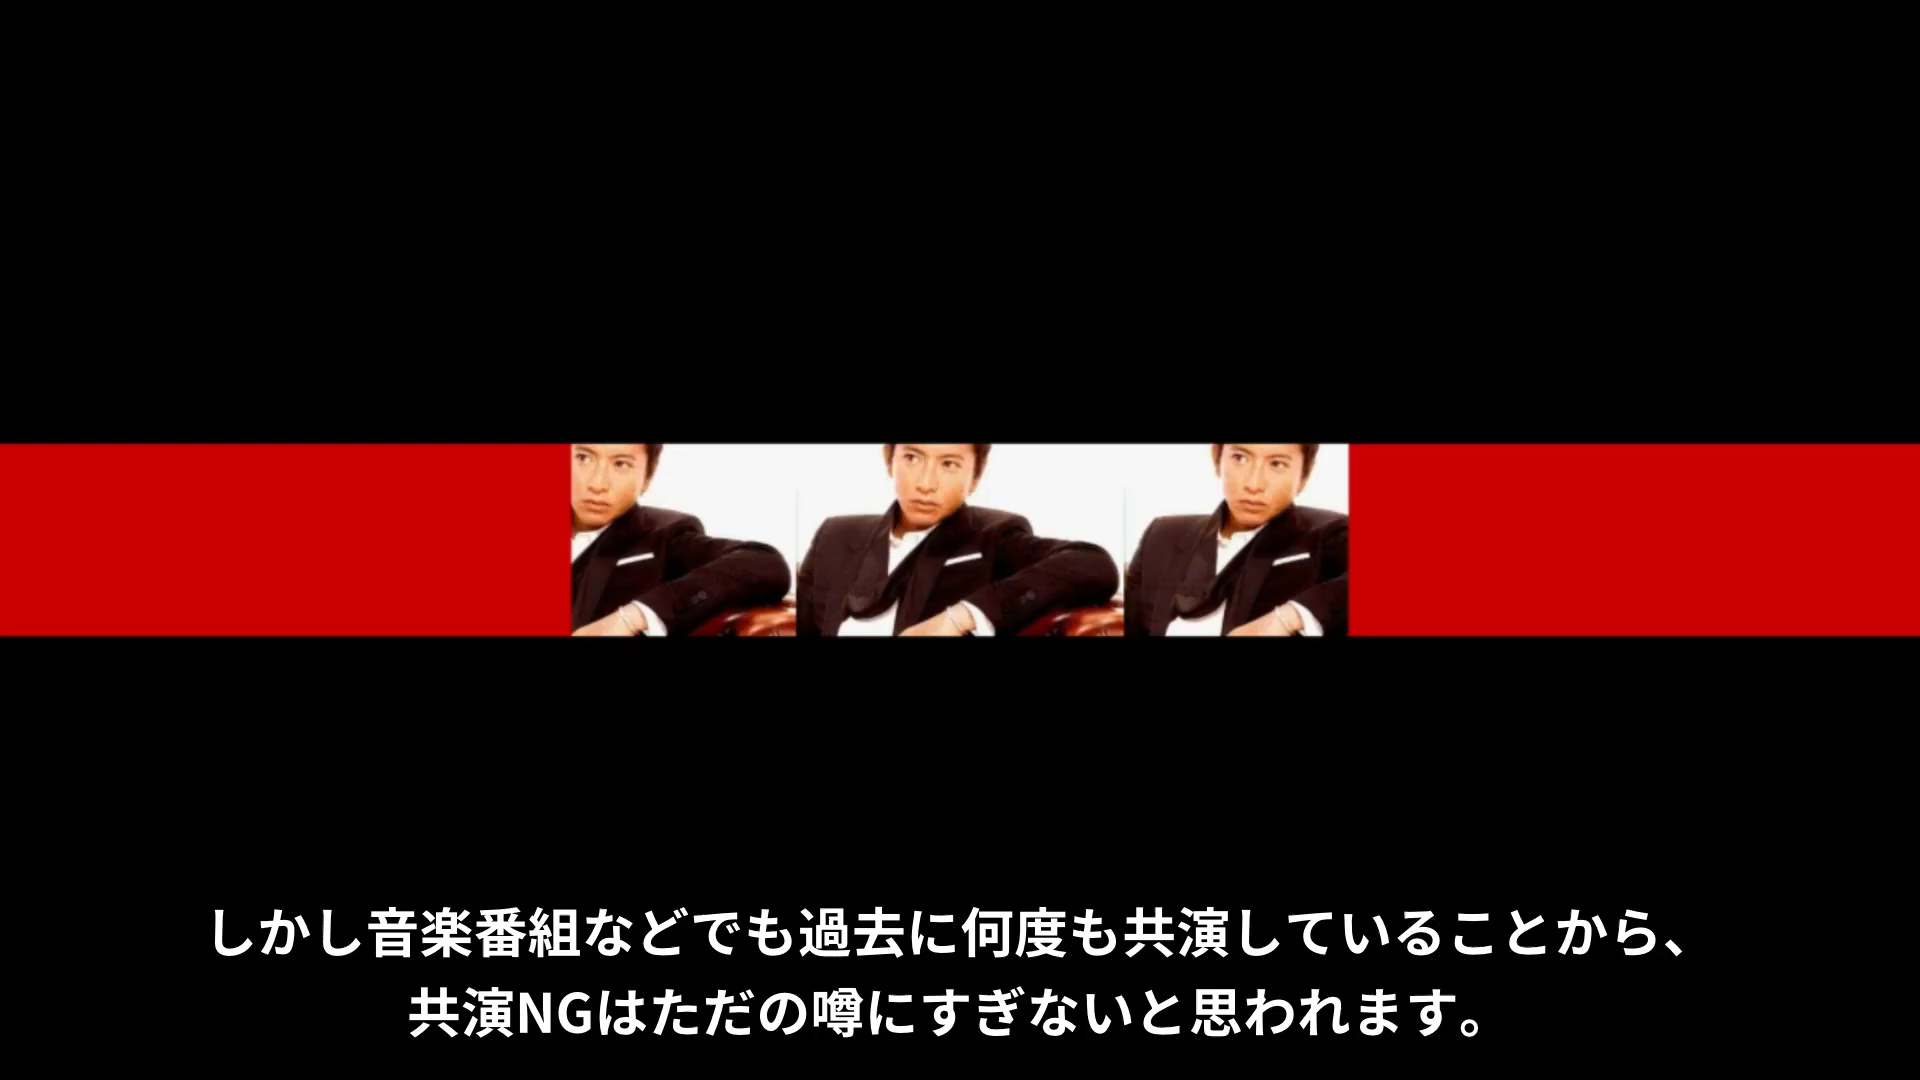 しかし音楽番組などでも過去に何度も共演していることから、
共演NGはただの噂にすぎないと思われます。